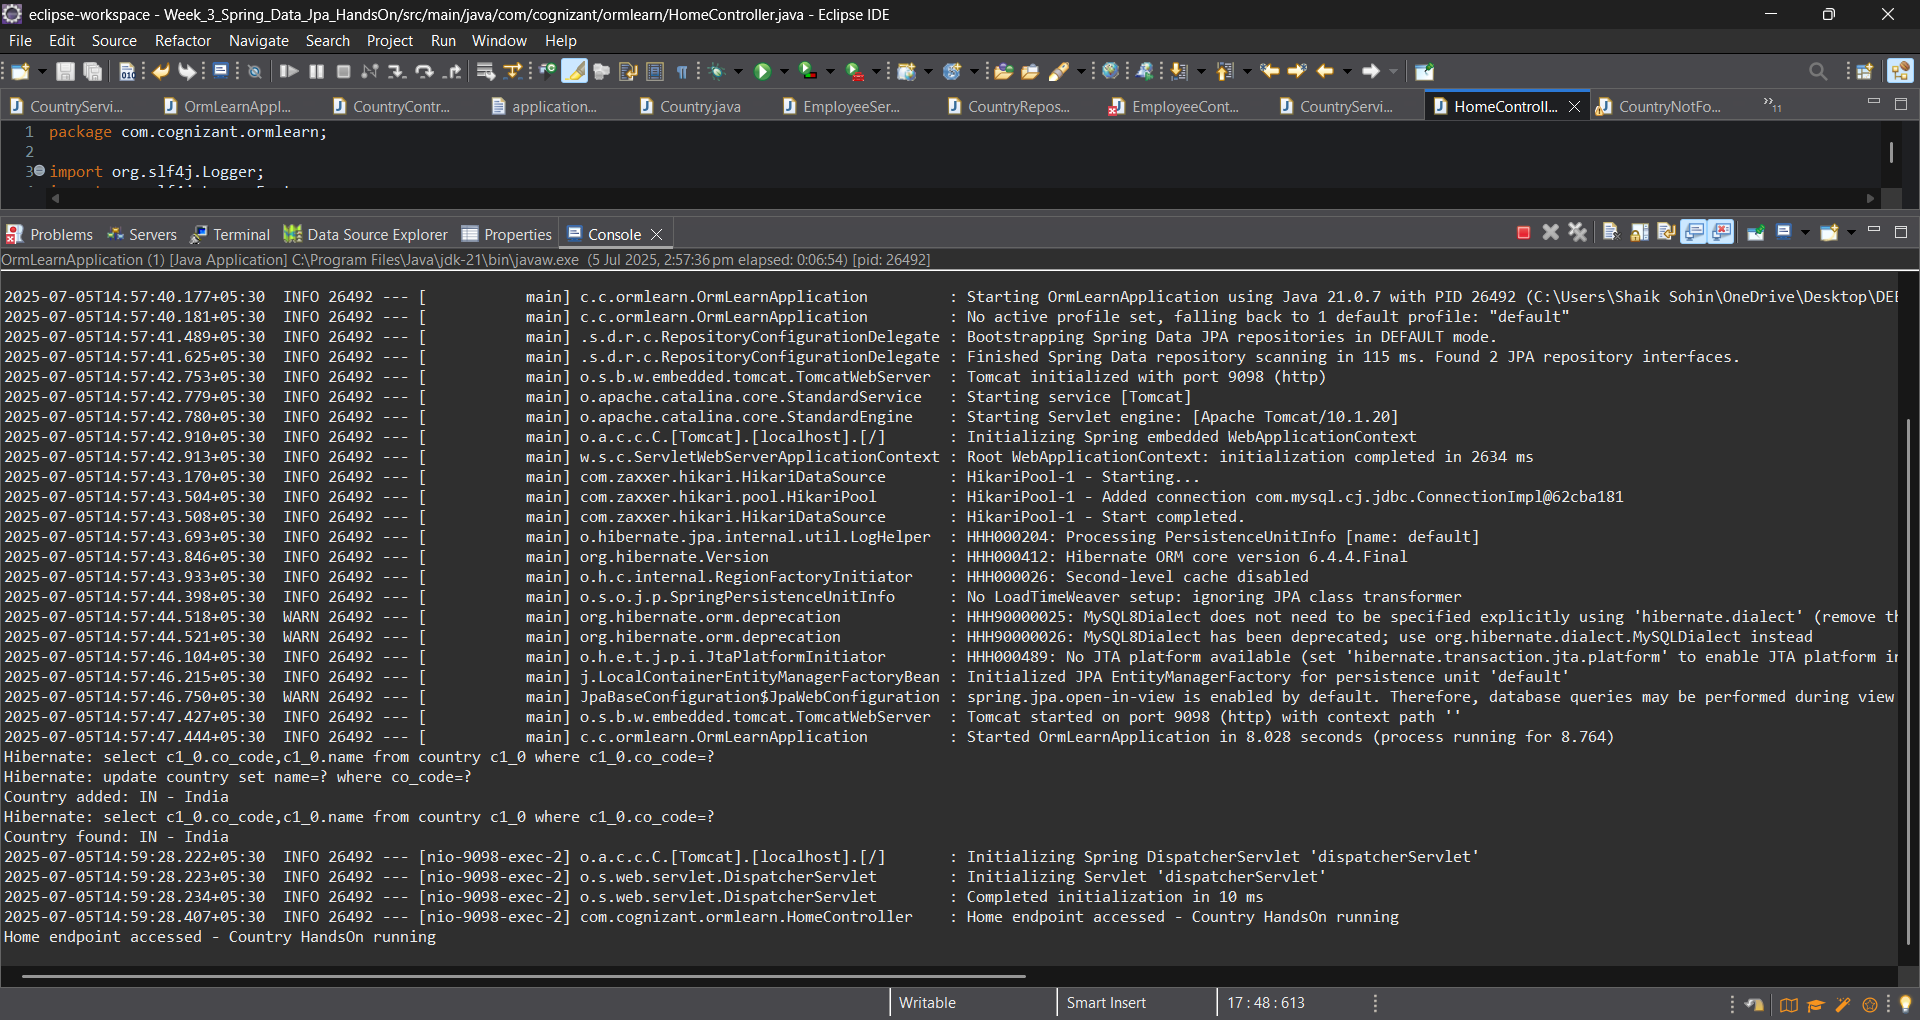 eclipse-workspace - Week_3_Spring_Data_Jpa_HandsOn/src/main/java/com/cognizant/ormlearn/HomeController.java - Eclipse IDE
File Edit Source Refactor Navigate Search Project Run Window Help
CountryServi... OrmLearnAppl... CountryContr... application... Country.java EmployeeSer... CountryRepos... EmployeeCont... CountryServi... HomeControll... CountryNotFo... »11
1 package com.cognizant.ormlearn;
2
3 import org.slf4j.Logger;
Problems Servers Terminal Data Source Explorer Properties Console
OrmLearnApplication (1) [Java Application] C:\Program Files\Java\jdk-21\bin\javaw.exe (5 Jul 2025, 2:57:36 pm elapsed: 0:06:54) [pid: 26492]
2025-07-05T14:57:40.177+05:30  INFO 26492 --- [           main] c.c.ormlearn.OrmLearnApplication         : Starting OrmLearnApplication using Java 21.0.7 with PID 26492 (C:\Users\Shaik Sohin\OneDrive\Desktop\DEE
2025-07-05T14:57:40.181+05:30  INFO 26492 --- [           main] c.c.ormlearn.OrmLearnApplication         : No active profile set, falling back to 1 default profile: "default"
2025-07-05T14:57:41.489+05:30  INFO 26492 --- [           main] .s.d.r.c.RepositoryConfigurationDelegate : Bootstrapping Spring Data JPA repositories in DEFAULT mode.
2025-07-05T14:57:41.625+05:30  INFO 26492 --- [           main] .s.d.r.c.RepositoryConfigurationDelegate : Finished Spring Data repository scanning in 115 ms. Found 2 JPA repository interfaces.
2025-07-05T14:57:42.753+05:30  INFO 26492 --- [           main] o.s.b.w.embedded.tomcat.TomcatWebServer  : Tomcat initialized with port 9098 (http)
2025-07-05T14:57:42.779+05:30  INFO 26492 --- [           main] o.apache.catalina.core.StandardService   : Starting service [Tomcat]
2025-07-05T14:57:42.780+05:30  INFO 26492 --- [           main] o.apache.catalina.core.StandardEngine    : Starting Servlet engine: [Apache Tomcat/10.1.20]
2025-07-05T14:57:42.910+05:30  INFO 26492 --- [           main] o.a.c.c.C.[Tomcat].[localhost].[/]       : Initializing Spring embedded WebApplicationContext
2025-07-05T14:57:42.913+05:30  INFO 26492 --- [           main] w.s.c.ServletWebServerApplicationContext : Root WebApplicationContext: initialization completed in 2634 ms
2025-07-05T14:57:43.170+05:30  INFO 26492 --- [           main] com.zaxxer.hikari.HikariDataSource       : HikariPool-1 - Starting...
2025-07-05T14:57:43.504+05:30  INFO 26492 --- [           main] com.zaxxer.hikari.pool.HikariPool        : HikariPool-1 - Added connection com.mysql.cj.jdbc.ConnectionImpl@62cba181
2025-07-05T14:57:43.508+05:30  INFO 26492 --- [           main] com.zaxxer.hikari.HikariDataSource       : HikariPool-1 - Start completed.
2025-07-05T14:57:43.693+05:30  INFO 26492 --- [           main] o.hibernate.jpa.internal.util.LogHelper  : HHH000204: Processing PersistenceUnitInfo [name: default]
2025-07-05T14:57:43.846+05:30  INFO 26492 --- [           main] org.hibernate.Version                    : HHH000412: Hibernate ORM core version 6.4.4.Final
2025-07-05T14:57:43.933+05:30  INFO 26492 --- [           main] o.h.c.internal.RegionFactoryInitiator    : HHH000026: Second-level cache disabled
2025-07-05T14:57:44.398+05:30  INFO 26492 --- [           main] o.s.o.j.p.SpringPersistenceUnitInfo      : No LoadTimeWeaver setup: ignoring JPA class transformer
2025-07-05T14:57:44.518+05:30  WARN 26492 --- [           main] org.hibernate.orm.deprecation            : HHH90000025: MySQL8Dialect does not need to be specified explicitly using 'hibernate.dialect' (remove th
2025-07-05T14:57:44.521+05:30  WARN 26492 --- [           main] org.hibernate.orm.deprecation            : HHH90000026: MySQL8Dialect has been deprecated; use org.hibernate.dialect.MySQLDialect instead
2025-07-05T14:57:46.104+05:30  INFO 26492 --- [           main] o.h.e.t.j.p.i.JtaPlatformInitiator       : HHH000489: No JTA platform available (set 'hibernate.transaction.jta.platform' to enable JTA platform in
2025-07-05T14:57:46.215+05:30  INFO 26492 --- [           main] j.LocalContainerEntityManagerFactoryBean : Initialized JPA EntityManagerFactory for persistence unit 'default'
2025-07-05T14:57:46.750+05:30  WARN 26492 --- [           main] JpaBaseConfiguration$JpaWebConfiguration : spring.jpa.open-in-view is enabled by default. Therefore, database queries may be performed during view
2025-07-05T14:57:47.427+05:30  INFO 26492 --- [           main] o.s.b.w.embedded.tomcat.TomcatWebServer  : Tomcat started on port 9098 (http) with context path ''
2025-07-05T14:57:47.444+05:30  INFO 26492 --- [           main] c.c.ormlearn.OrmLearnApplication         : Started OrmLearnApplication in 8.028 seconds (process running for 8.764)
Hibernate: select c1_0.co_code,c1_0.name from country c1_0 where c1_0.co_code=?
Hibernate: update country set name=? where co_code=?
Country added: IN - India
Hibernate: select c1_0.co_code,c1_0.name from country c1_0 where c1_0.co_code=?
Country found: IN - India
2025-07-05T14:59:28.222+05:30  INFO 26492 --- [nio-9098-exec-2] o.a.c.c.C.[Tomcat].[localhost].[/]       : Initializing Spring DispatcherServlet 'dispatcherServlet'
2025-07-05T14:59:28.223+05:30  INFO 26492 --- [nio-9098-exec-2] o.s.web.servlet.DispatcherServlet        : Initializing Servlet 'dispatcherServlet'
2025-07-05T14:59:28.234+05:30  INFO 26492 --- [nio-9098-exec-2] o.s.web.servlet.DispatcherServlet        : Completed initialization in 10 ms
2025-07-05T14:59:28.407+05:30  INFO 26492 --- [nio-9098-exec-2] com.cognizant.ormlearn.HomeController    : Home endpoint accessed - Country HandsOn running
Home endpoint accessed - Country HandsOn running
Writable Smart Insert 17 : 48 : 613